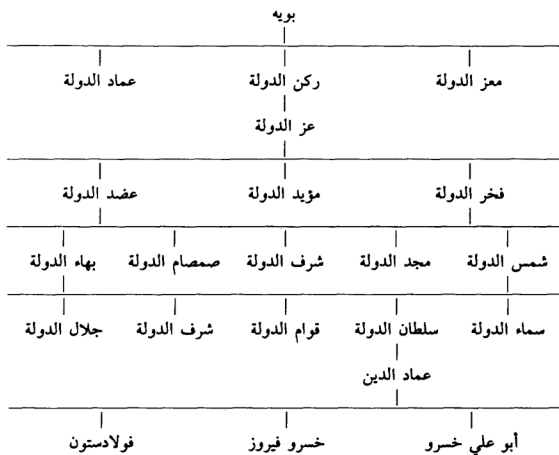 بويه
معز الدولة ركن الدولة عماد الدولة
عز الدولة
فخر الدولة مؤيد الدولة عضد الدولة
شمس الدولة مجد الدولة شرف الدولة صمصام الدولة بهاء الدولة
سماء الدولة سلطان الدولة قوام الدولة شرف الدولة جلال الدولة
عماد الدين
أبو علي خسرو خسرو فيروز فولادستون